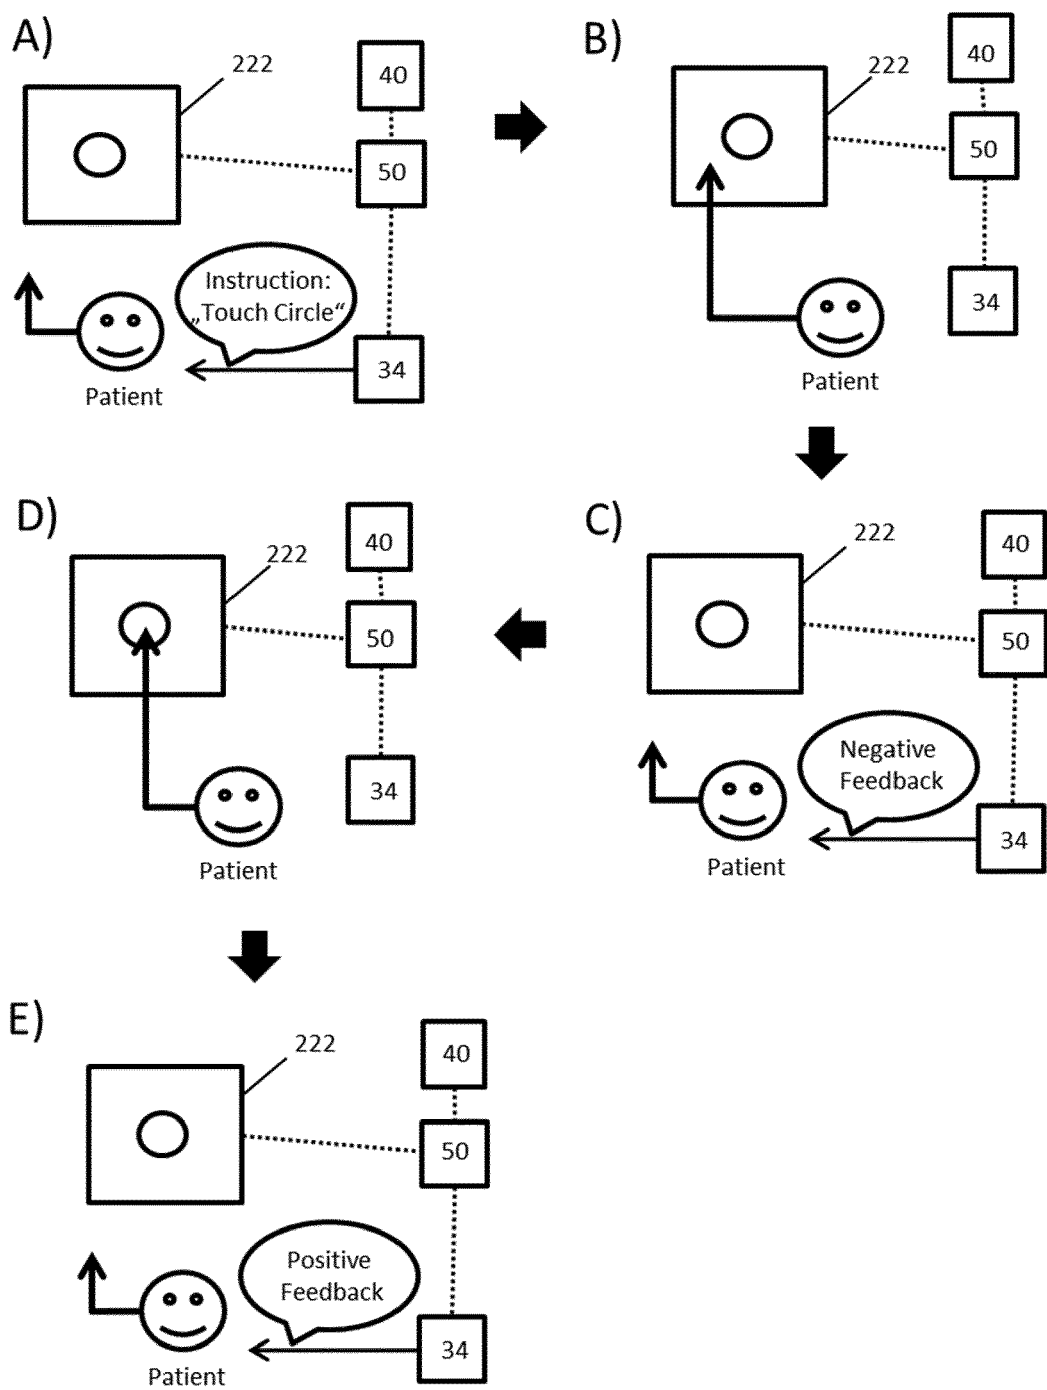 A)
222
40
50
Instruction:
„Touch Circle“
34
Patient
B)
222
40
50
34
Patient
C)
222
40
50
Negative
Feedback
34
Patient
D)
222
40
50
34
Patient
E)
222
40
50
Positive
Feedback
34
Patient